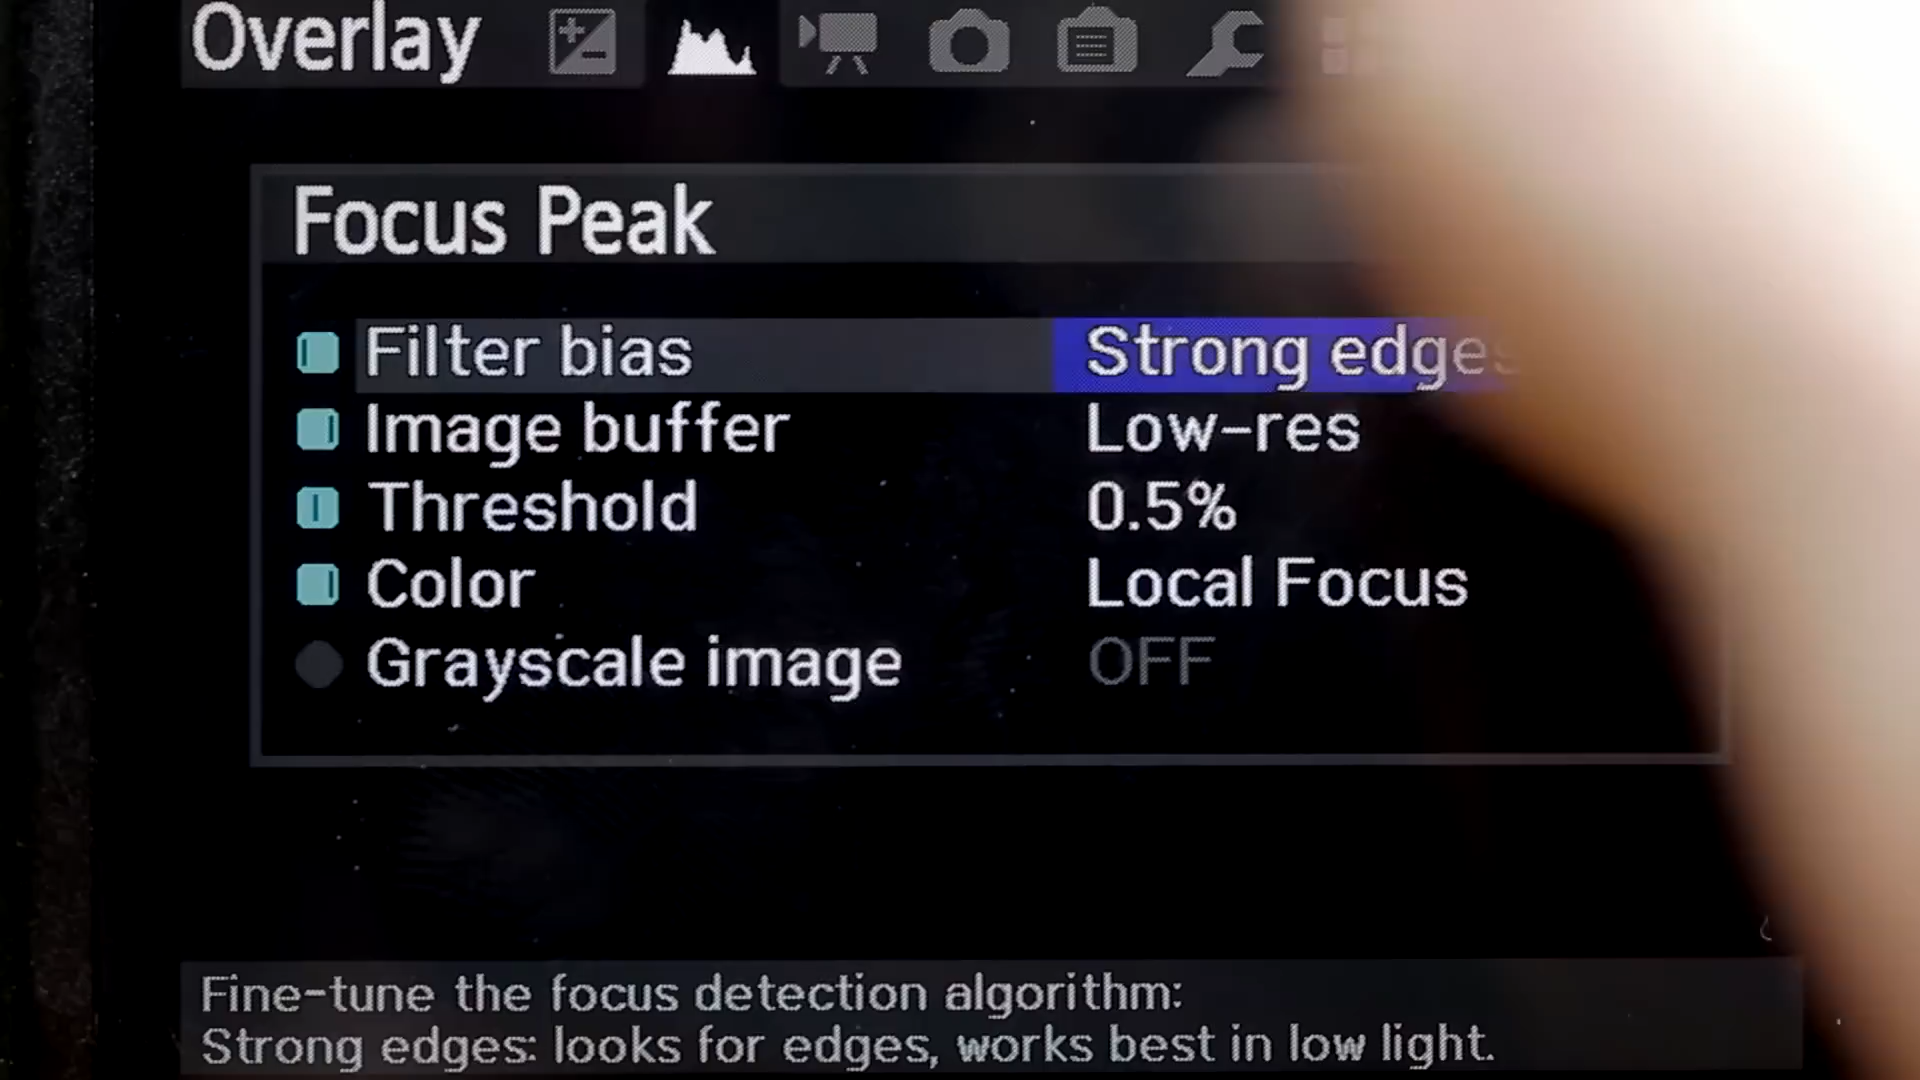 Overlay
Focus Peak
Filter bias Strong edges
Image buffer Low-res
Threshold 0.5%
Color Local Focus
Grayscale image OFF
Fine-tune the focus detection algorithm:
Strong edges: looks for edges, works best in low light.